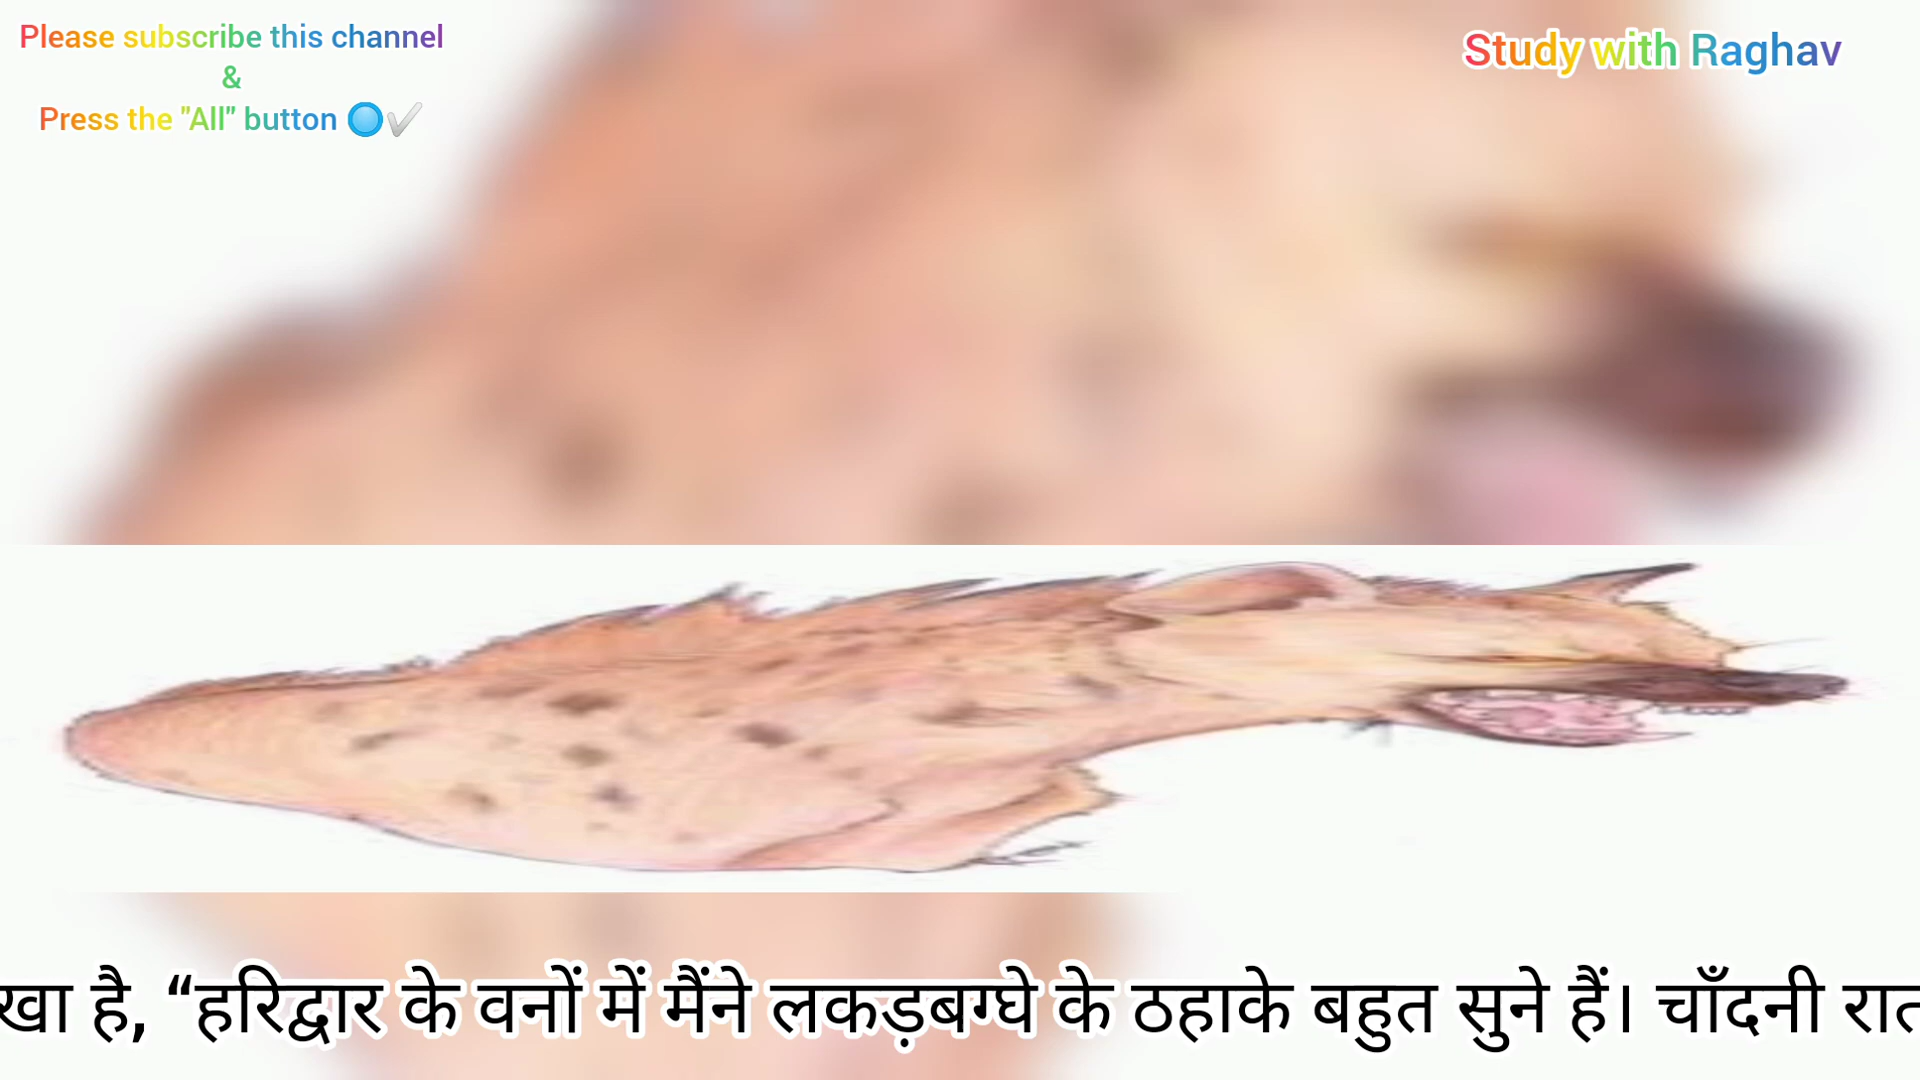 Please subscribe this channel
&
Press the "All" button
Study with Raghav
खा है, “हरिद्वार के वनों में मैंने लकड़बग्घे के ठहाके बहुत सुने हैं। चाँदनी रात